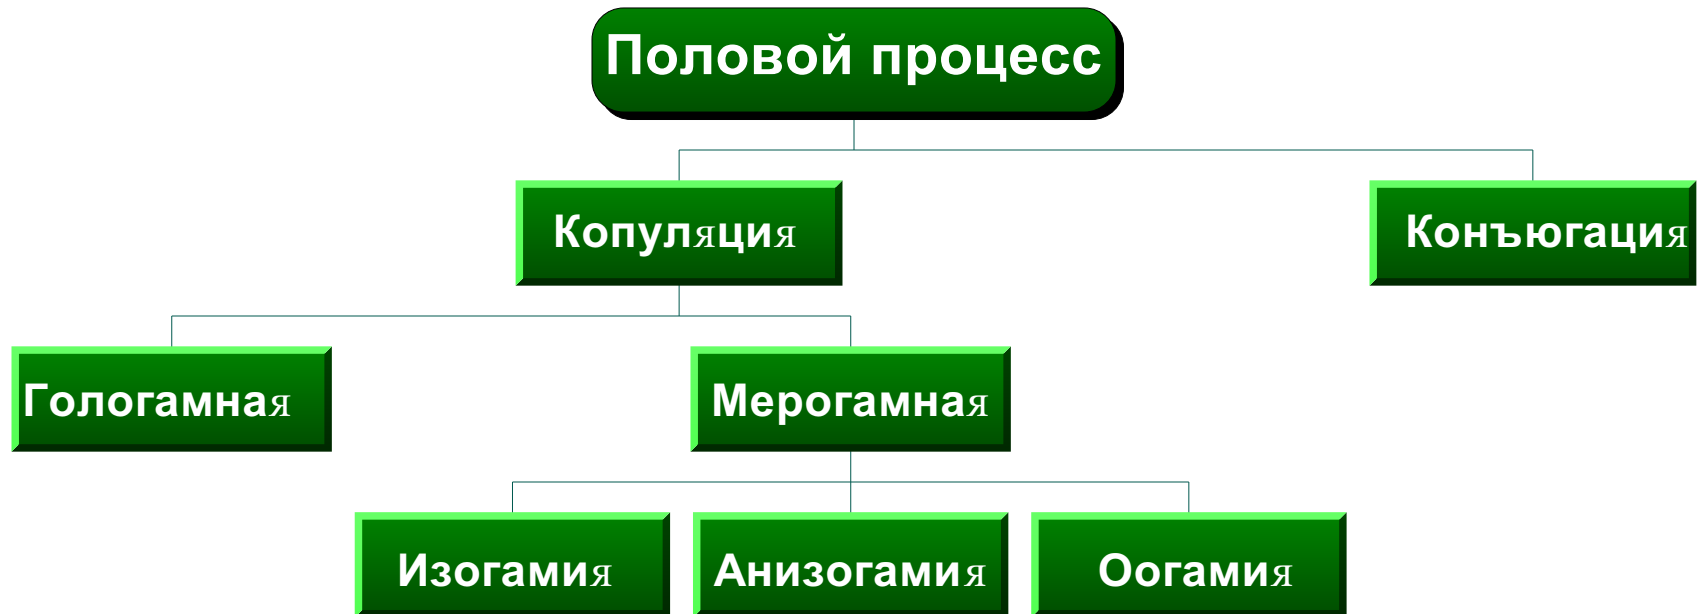 Половой процесс
Копуляция
Конъюгация
Гологамная
Мерогамная
Изогамия
Анизогамия
Оогамия